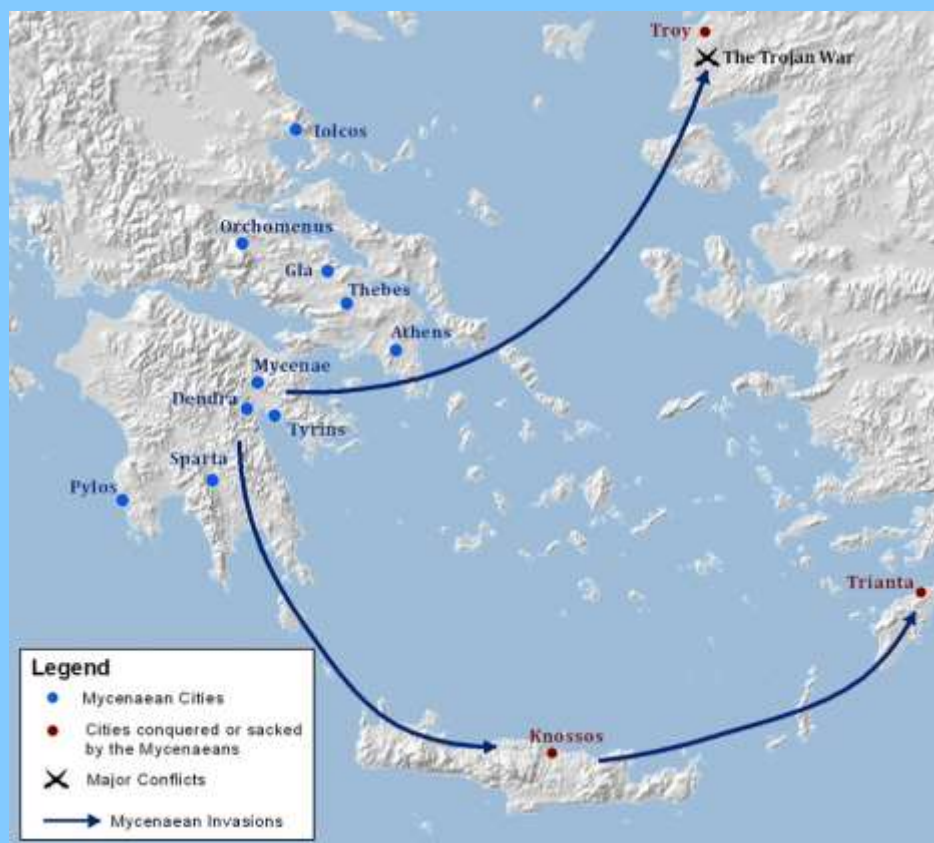 Troy
The Trojan War
Iolcos
Orchomenus
Gla
Thebes
Athens
Mycenae
Dendra
Tyrins
Sparta
Pylos
Trianta
Knossos
Legend
Mycenaean Cities
Cities conquered or sacked
by the Mycenaeans
Major Conflicts
Mycenaean Invasions